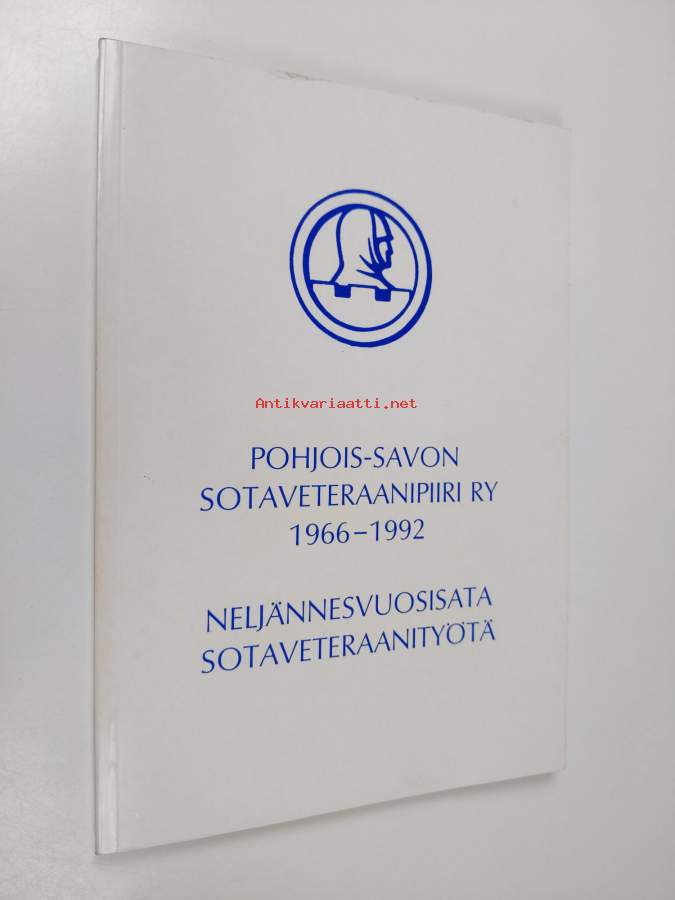 Antikvariaatti.net
POHJOIS-SAVON
SOTAVETERAANIPIIRI RY
1966–1992
NELJÄNNESVUOSISATA
SOTAVETERAANITYÖTÄ